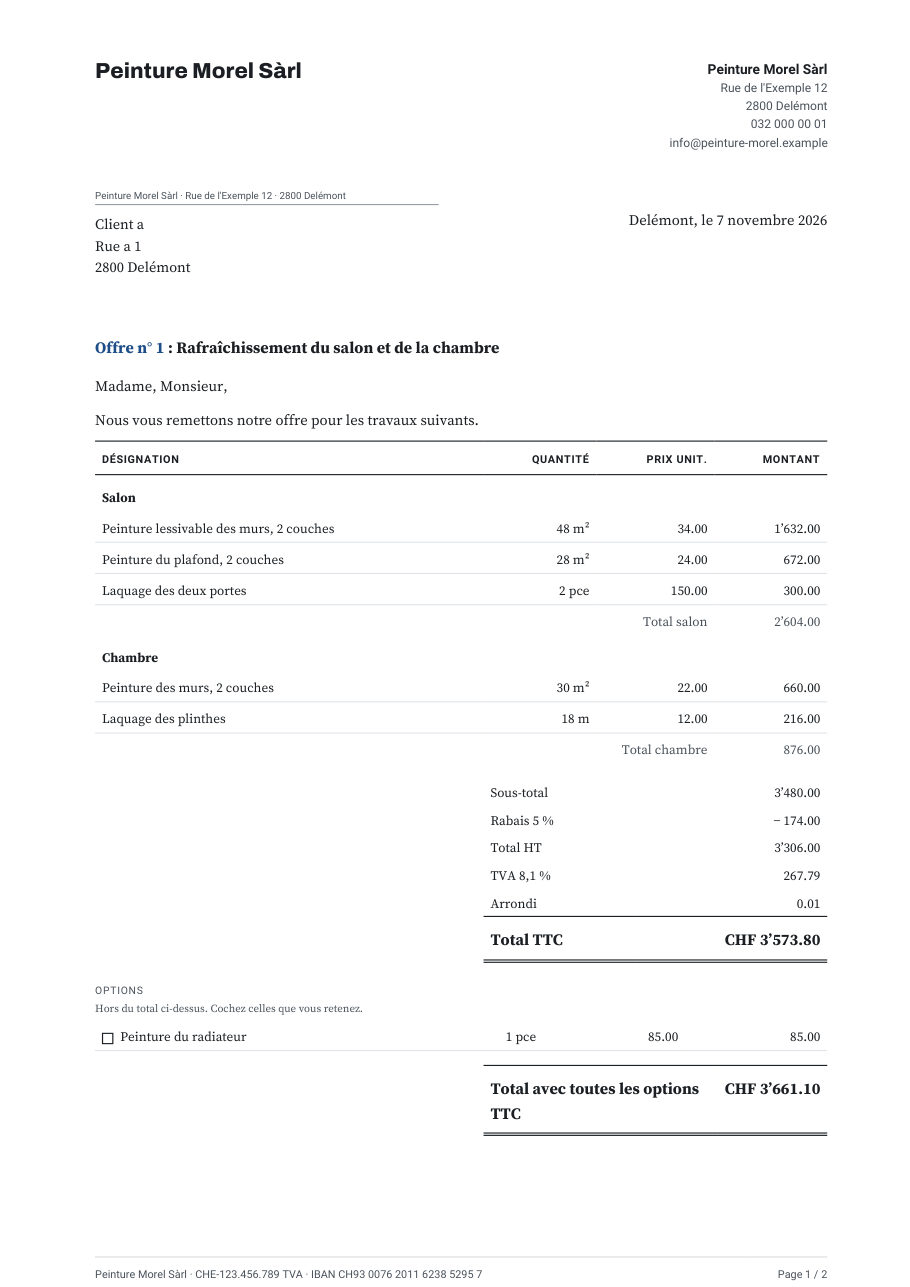 Peinture Morel Sàrl
Peinture Morel Sàrl
Rue de l'Exemple 12
2800 Delémont
032 000 00 01
info@peinture-morel.example
Peinture Morel Sàrl · Rue de l'Exemple 12 · 2800 Delémont
Client a
Rue a 1
2800 Delémont
Delémont, le 7 novembre 2026
Offre n° 1 : Rafraîchissement du salon et de la chambre
Madame, Monsieur,
Nous vous remettons notre offre pour les travaux suivants.
DÉSIGNATION QUANTITÉ PRIX UNIT. MONTANT
Salon
Peinture lessivable des murs, 2 couches 48 m² 34.00 1’632.00
Peinture du plafond, 2 couches 28 m² 24.00 672.00
Laquage des deux portes 2 pce 150.00 300.00
Total salon 2’604.00
Chambre
Peinture des murs, 2 couches 30 m² 22.00 660.00
Laquage des plinthes 18 m 12.00 216.00
Total chambre 876.00
Sous-total 3’480.00
Rabais 5 % − 174.00
Total HT 3’306.00
TVA 8,1 % 267.79
Arrondi 0.01
Total TTC CHF 3’573.80
OPTIONS
Hors du total ci-dessus. Cochez celles que vous retenez.
☐ Peinture du radiateur 1 pce 85.00 85.00
Total avec toutes les options CHF 3’661.10
TTC
Peinture Morel Sàrl · CHE-123.456.789 TVA · IBAN CH93 0076 2011 6238 5295 7 Page 1 / 2